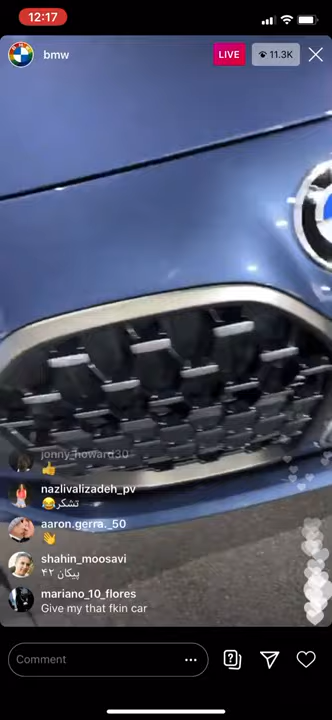 12:17
bmw
LIVE
11.3K
jonny_howard30
nazlivalizadeh_pv
تشکر
aaron.gerra._50
shahin_moosavi
پیکان ۴۲
mariano_10_flores
Give my that fkin car
Comment